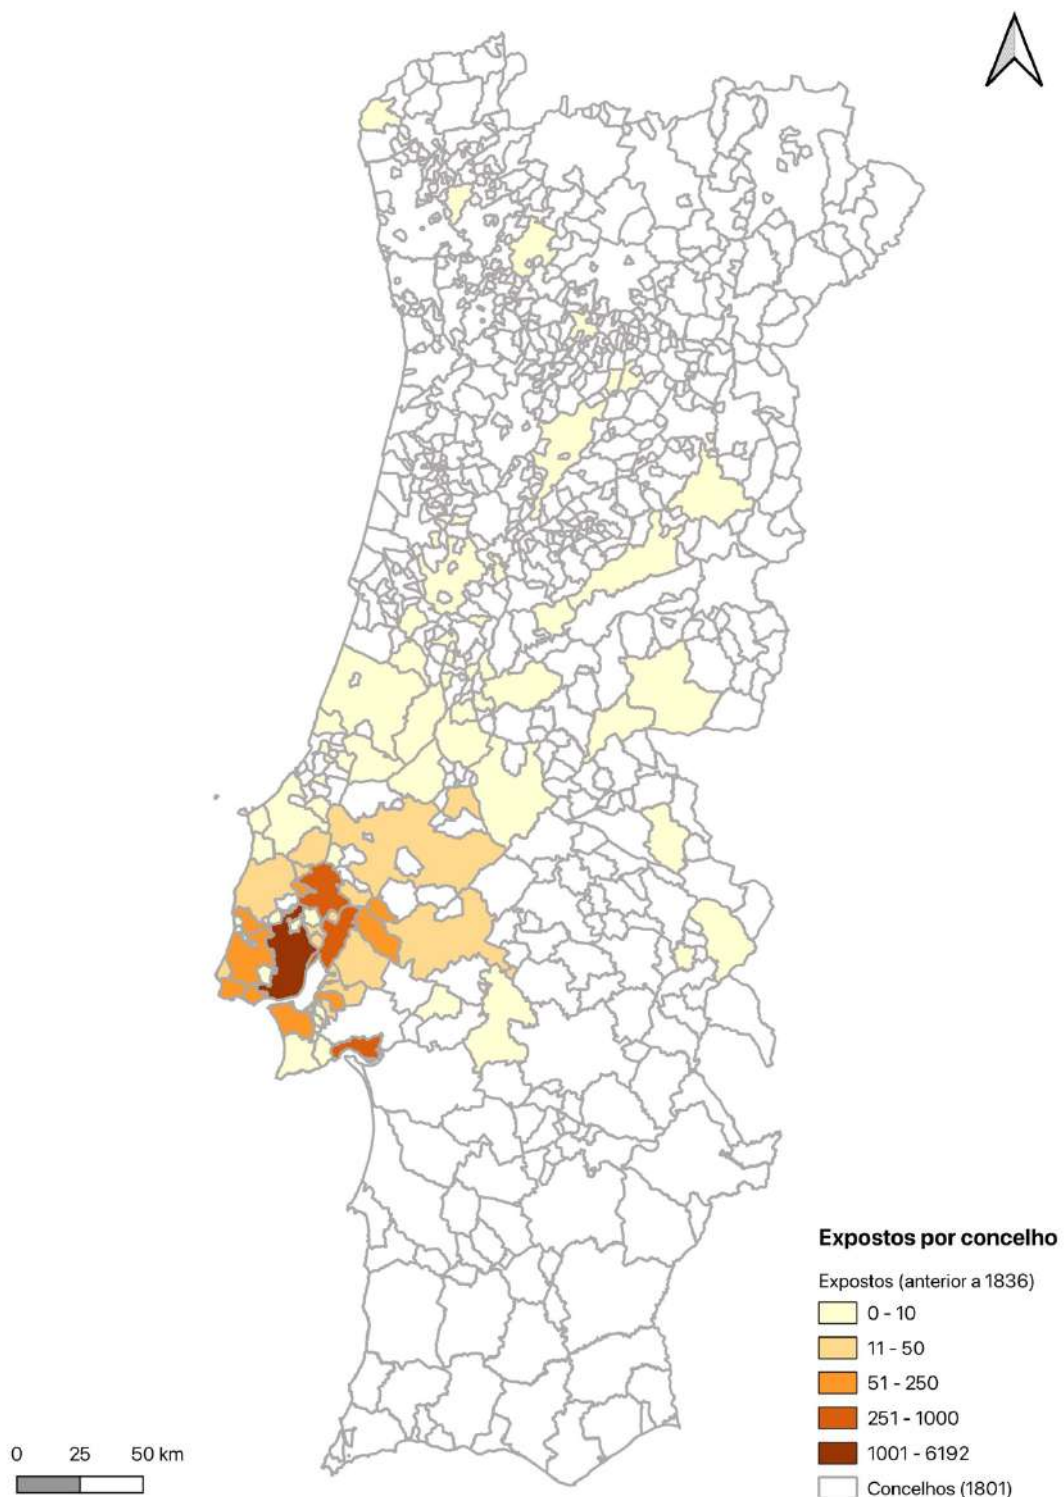 Expostos por concelho
Expostos (anterior a 1836)
0 - 10
11 - 50
51 - 250
251 - 1000
1001 - 6192
Concelhos (1801)
0 25 50 km